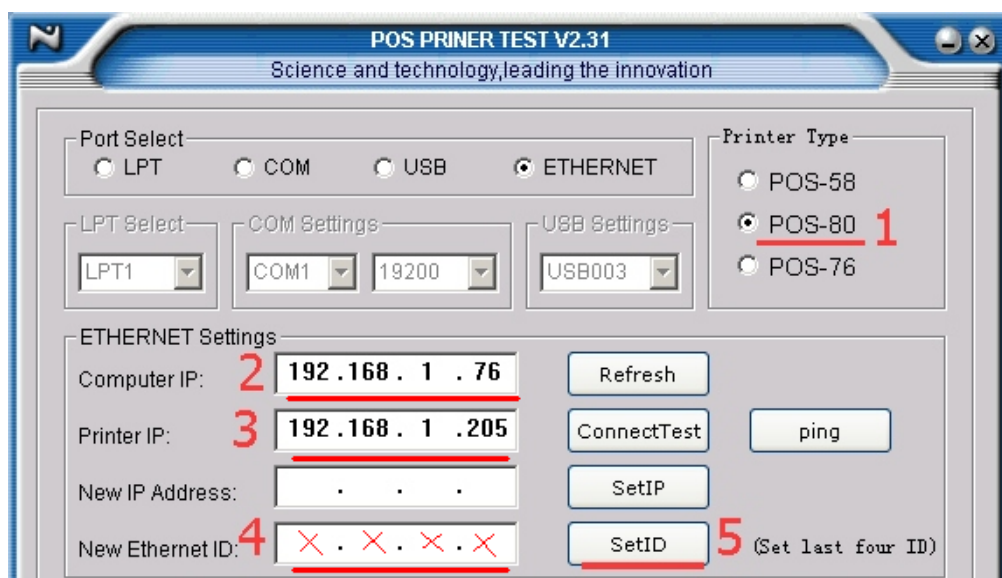 POS PRINER TEST V2.31
Science and technology,leading the innovation
Port Select
LPT COM USB ETHERNET
Printer Type
POS-58
POS-80 1
POS-76
LPT Select COM Settings USB Settings
LPT1 COM1 19200 USB003
ETHERNET Settings
Computer IP: 2 192 .168 . 1 . 76 Refresh
Printer IP: 3 192 .168 . 1 .205 ConnectTest ping
New IP Address: . . . SetIP
New Ethernet ID: 4 X . X . X . X SetID 5 (Set last four ID)